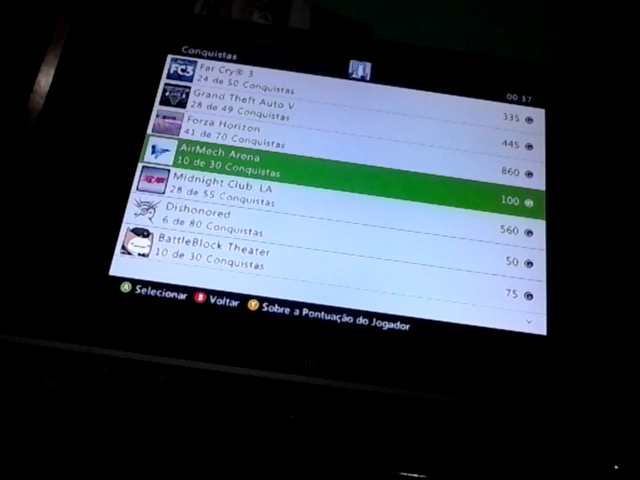 Conquistas
00:37
FC3
Far Cry® 3
24 de 50 Conquistas
335 G
Grand Theft Auto V
28 de 49 Conquistas
445 G
Forza Horizon
41 de 70 Conquistas
860 G
AirMech Arena
10 de 30 Conquistas
100 G
Midnight Club: LA
28 de 55 Conquistas
560 G
Dishonored
6 de 80 Conquistas
50 G
BattleBlock Theater
10 de 30 Conquistas
75 G
A Selecionar B Voltar Y Sobre a Pontuação do Jogador